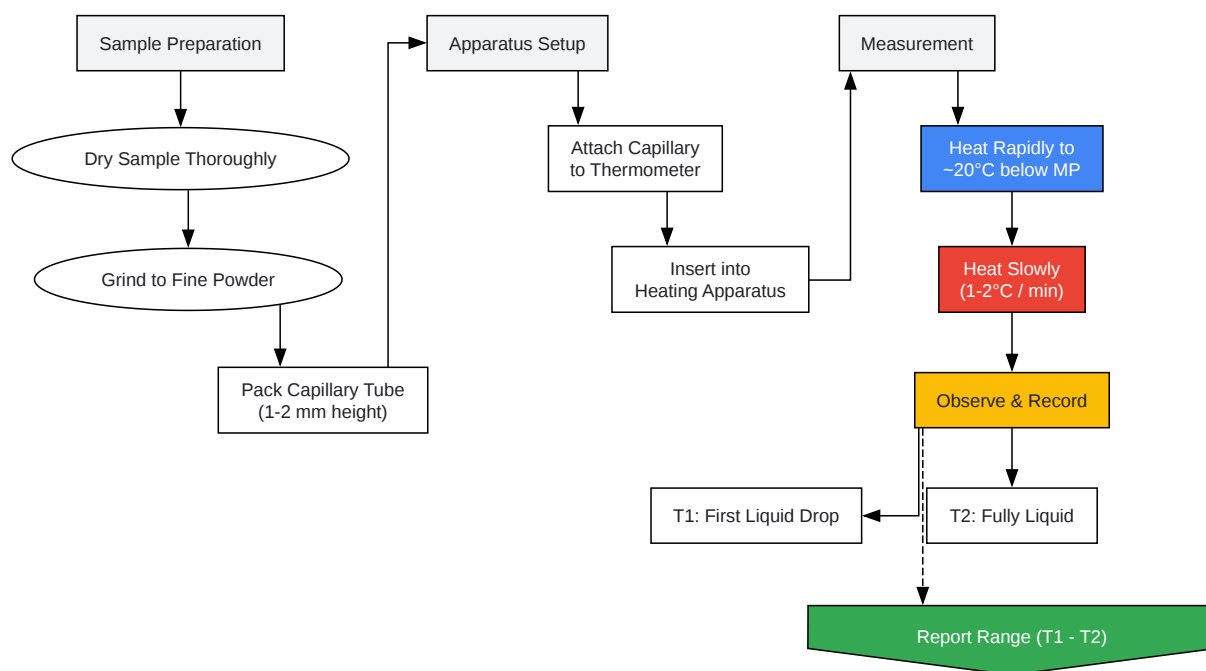 Sample Preparation
Dry Sample Thoroughly
Grind to Fine Powder
Pack Capillary Tube
(1-2 mm height)
Apparatus Setup
Attach Capillary
to Thermometer
Insert into
Heating Apparatus
Measurement
Heat Rapidly to
~20°C below MP
Heat Slowly
(1-2°C / min)
Observe & Record
T1: First Liquid Drop
T2: Fully Liquid
Report Range (T1 - T2)